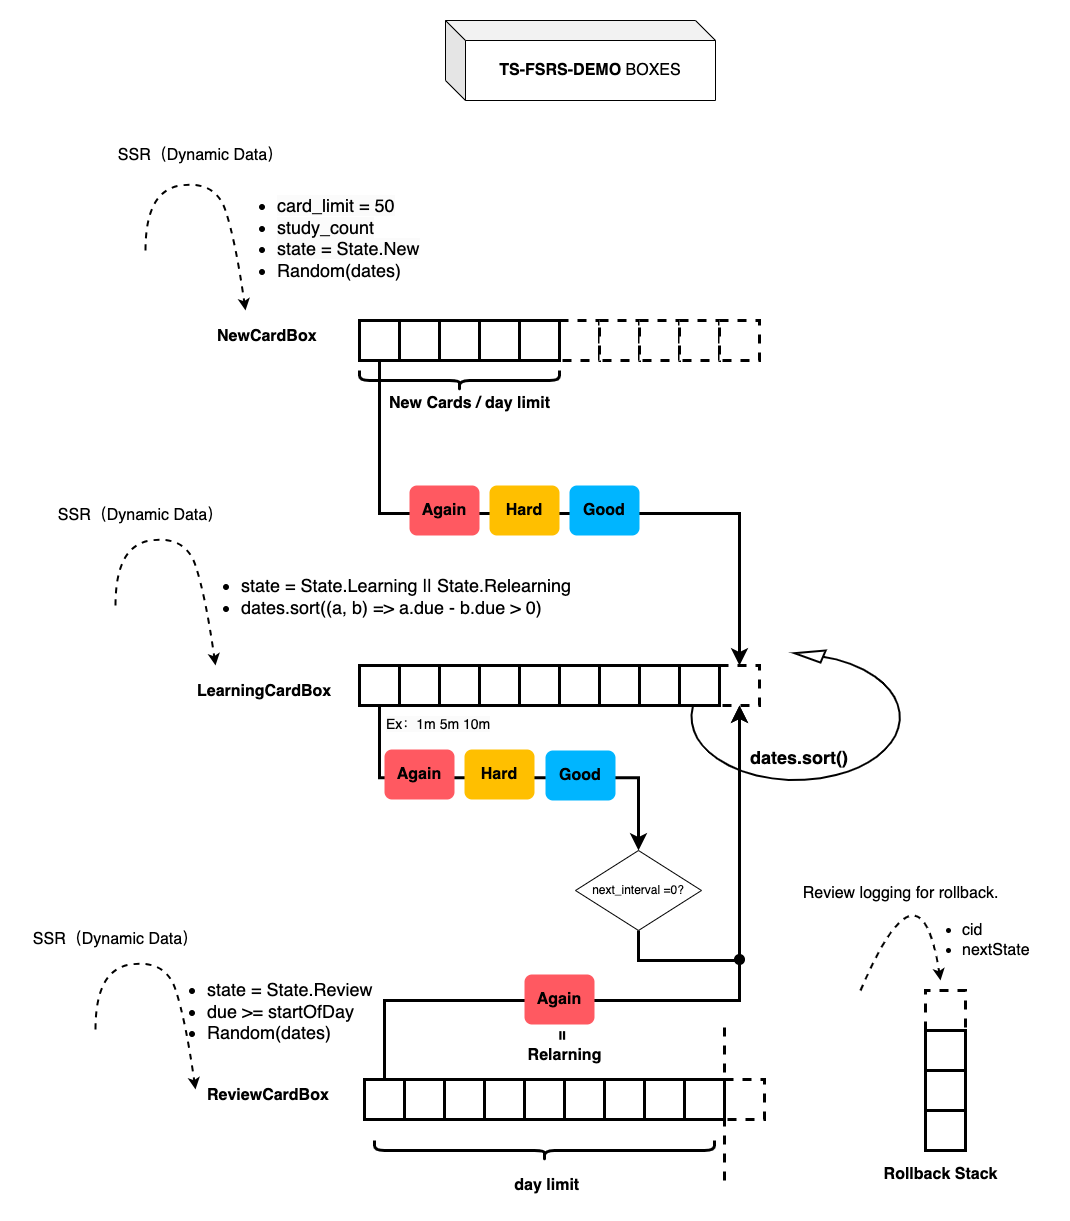 TS-FSRS-DEMO BOXES
SSR（Dynamic Data）
card_limit = 50
study_count
state = State.New
Random(dates)
NewCardBox
New Cards / day limit
Again Hard Good
SSR（Dynamic Data）
state = State.Learning || State.Relearning
dates.sort((a, b) => a.due - b.due > 0)
LearningCardBox
Ex：1m 5m 10m
Again Hard Good
dates.sort()
next_interval =0?
Review logging for rollback.
cid
nextState
SSR（Dynamic Data）
state = State.Review
due >= startOfDay
Random(dates)
Again
=
Relarning
ReviewCardBox
day limit
Rollback Stack